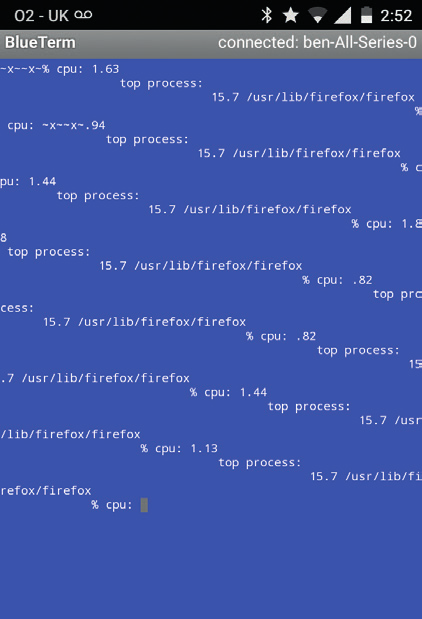 O2 - UK 2:52
BlueTerm connected: ben-All-Series-0
~x~~x~% cpu: 1.63
top process:
15.7 /usr/lib/firefox/firefox
%
cpu: ~x~~x~.94
top process:
15.7 /usr/lib/firefox/firefox
% c
pu: 1.44
top process:
15.7 /usr/lib/firefox/firefox
% cpu: 1.8
8
top process:
15.7 /usr/lib/firefox/firefox
% cpu: .82
top pro
cess:
15.7 /usr/lib/firefox/firefox
% cpu: .82
top process:
15
.7 /usr/lib/firefox/firefox
% cpu: 1.44
top process:
15.7 /usr
/lib/firefox/firefox
% cpu: 1.13
top process:
15.7 /usr/lib/fi
refox/firefox
% cpu: